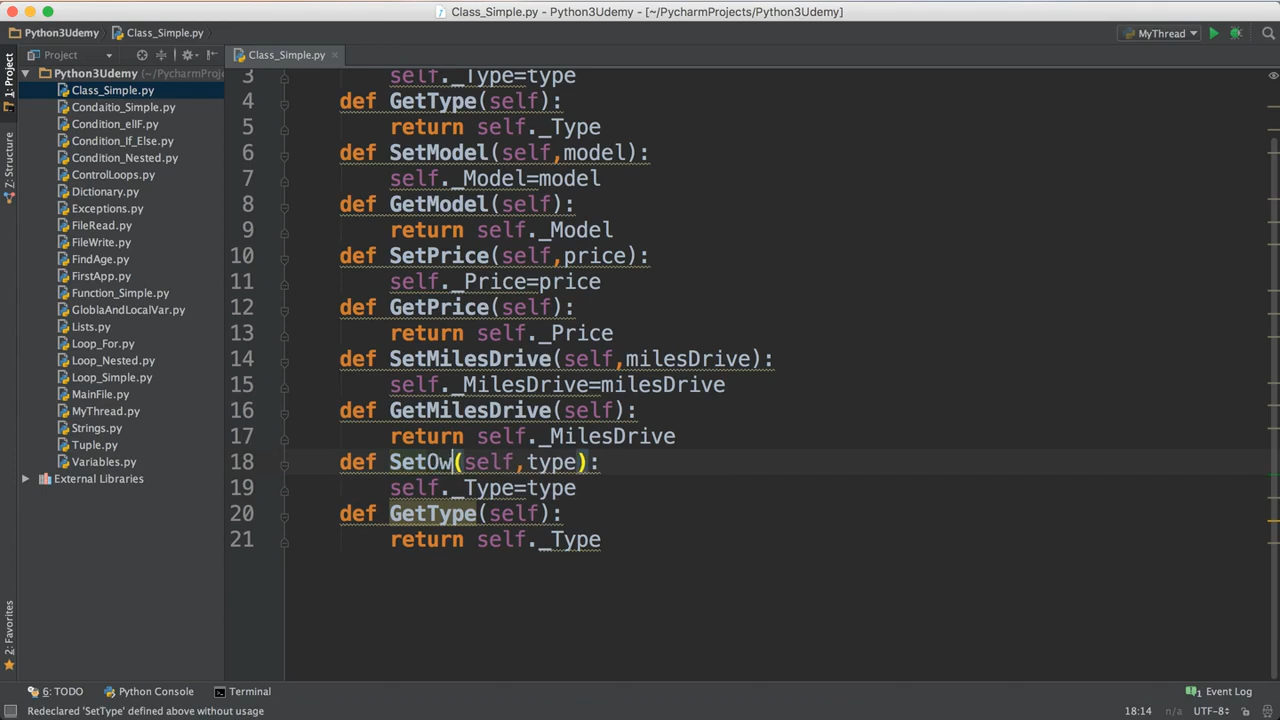 Class_Simple.py - Python3Udemy - [~/PycharmProjects/Python3Udemy]
Python3Udemy Class_Simple.py MyThread
Project Class_Simple.py
1: Project
Z: Structure
2: Favorites
Python3Udemy (~/PycharmProj
Class_Simple.py
Condaitio_Simple.py
Condition_elIF.py
Condition_If_Else.py
Condition_Nested.py
ControlLoops.py
Dictionary.py
Exceptions.py
FileRead.py
FileWrite.py
FindAge.py
FirstApp.py
Function_Simple.py
GloblaAndLocalVar.py
Lists.py
Loop_For.py
Loop_Nested.py
Loop_Simple.py
MainFile.py
MyThread.py
Strings.py
Tuple.py
Variables.py
External Libraries
3 self._Type=type
4 def GetType(self):
5 return self._Type
6 def SetModel(self,model):
7 self._Model=model
8 def GetModel(self):
9 return self._Model
10 def SetPrice(self,price):
11 self._Price=price
12 def GetPrice(self):
13 return self._Price
14 def SetMilesDrive(self,milesDrive):
15 self._MilesDrive=milesDrive
16 def GetMilesDrive(self):
17 return self._MilesDrive
18 def SetOw(self,type):
19 self._Type=type
20 def GetType(self):
21 return self._Type
6: TODO Python Console Terminal 1 Event Log
Redeclared 'SetType' defined above without usage 18:14 n/a UTF-8